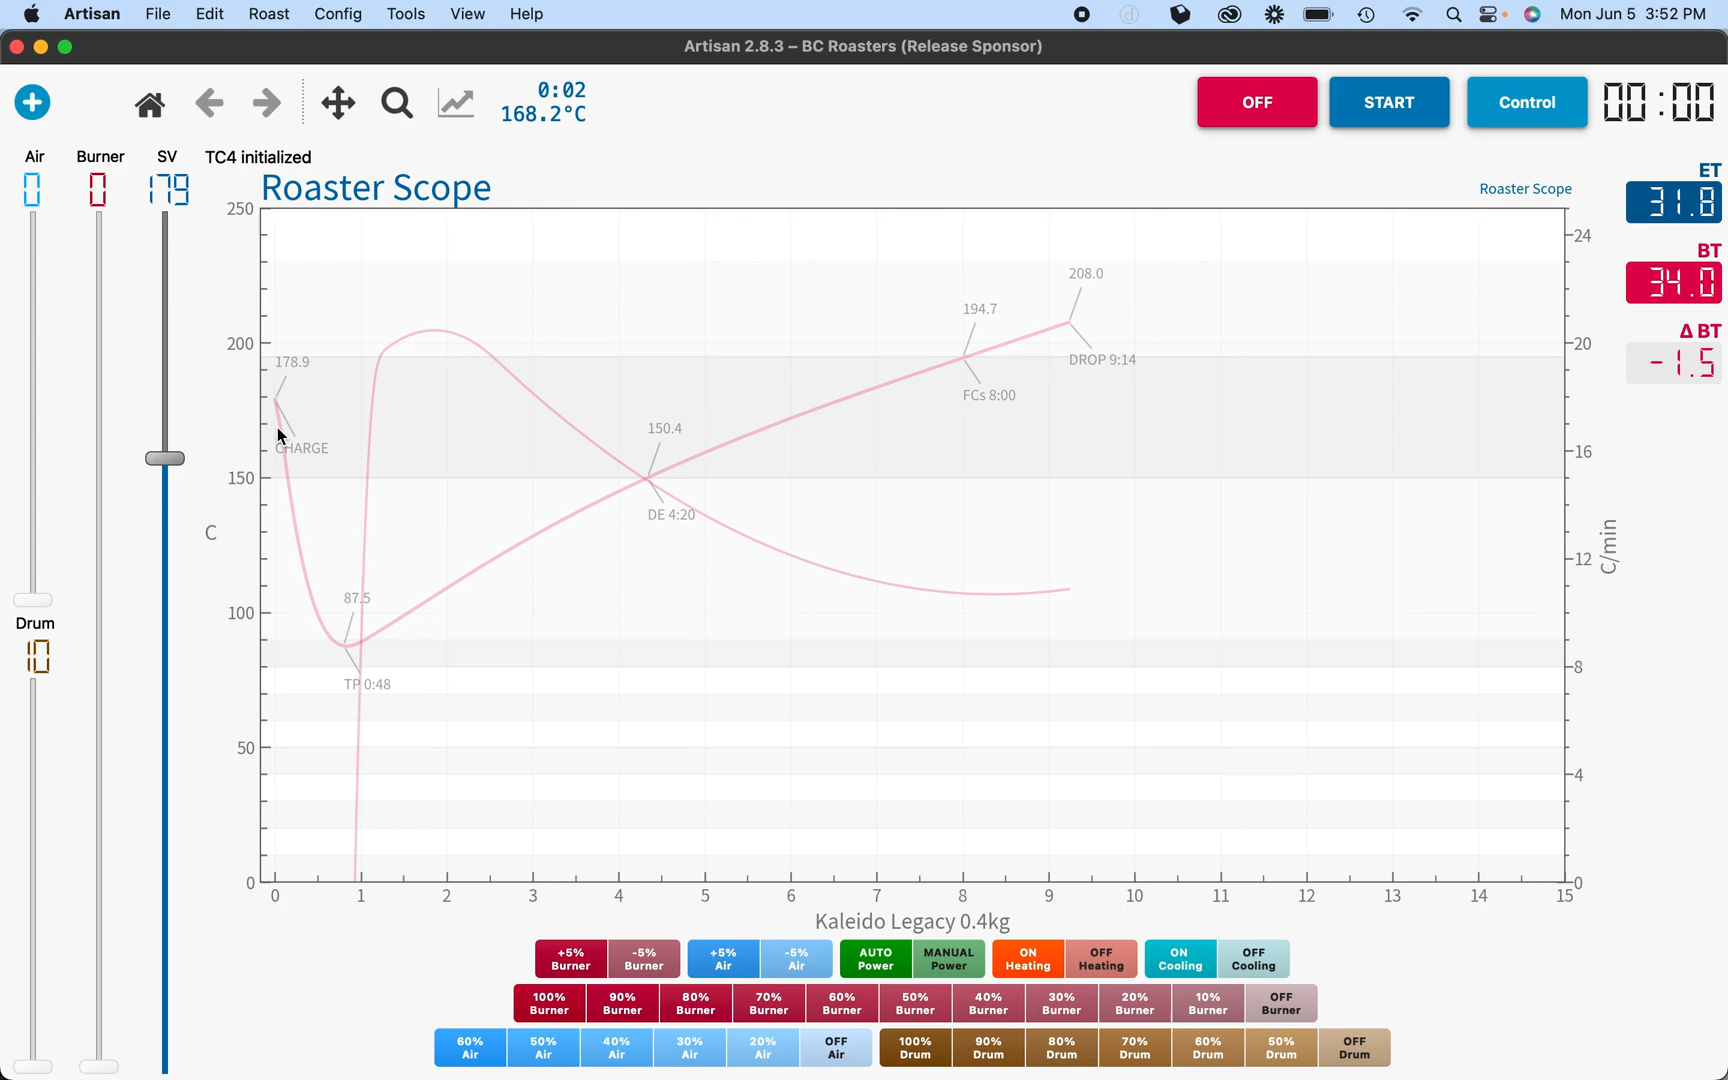 Artisan File Edit Roast Config Tools View Help Mon Jun 5 3:52 PM
Artisan 2.8.3 – BC Roasters (Release Sponsor)
0:02
168.2°C
OFF START Control 00:00
Air Burner SV TC4 initialized
0 0 179
Roaster Scope
Roaster Scope
ET
31.8
BT
34.0
Δ BT
-1.5
Drum
10
250
200
150
100
50
0
C
24
20
16
12
8
4
0
C/min
178.9
CHARGE
87.5
TP 0:48
150.4
DE 4:20
194.7
FCs 8:00
208.0
DROP 9:14
0 1 2 3 4 5 6 7 8 9 10 11 12 13 14 15
Kaleido Legacy 0.4kg
+5% Burner -5% Burner +5% Air -5% Air AUTO Power MANUAL Power ON Heating OFF Heating ON Cooling OFF Cooling
100% Burner 90% Burner 80% Burner 70% Burner 60% Burner 50% Burner 40% Burner 30% Burner 20% Burner 10% Burner OFF Burner
60% Air 50% Air 40% Air 30% Air 20% Air OFF Air 100% Drum 90% Drum 80% Drum 70% Drum 60% Drum 50% Drum OFF Drum